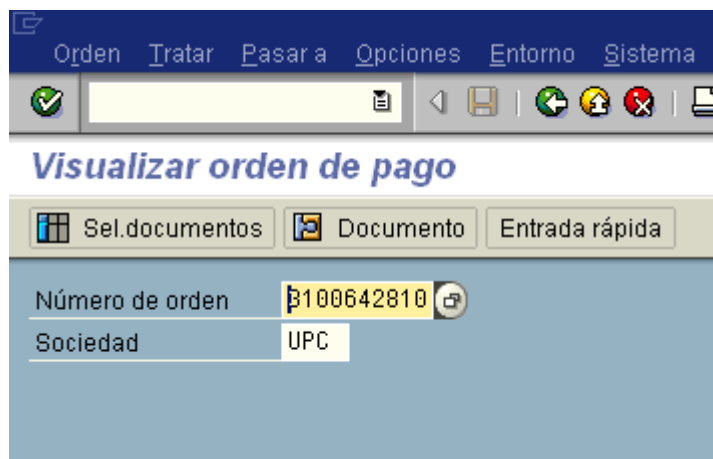 Orden Tratar Pasar a Opciones Entorno Sistema
Visualizar orden de pago
Sel.documentos Documento Entrada rápida
Número de orden 3100642810
Sociedad UPC